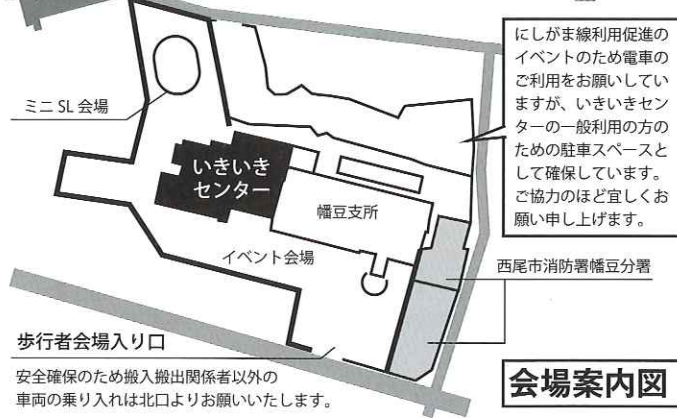 にしがま線利用促進の
イベントのため電車の
ご利用をお願いしてい
ますが、いきいきセン
ターの一般利用の方の
ための駐車スペースと
して確保しています。
ご協力のほど宜しくお
願い申し上げます。
ミニ SL 会場
いきいき
センター
幡豆支所
イベント会場
西尾市消防署幡豆分署
歩行者会場入り口
安全確保のため搬入搬出関係者以外の
車両の乗り入れは北口よりお願いいたします。
会場案内図